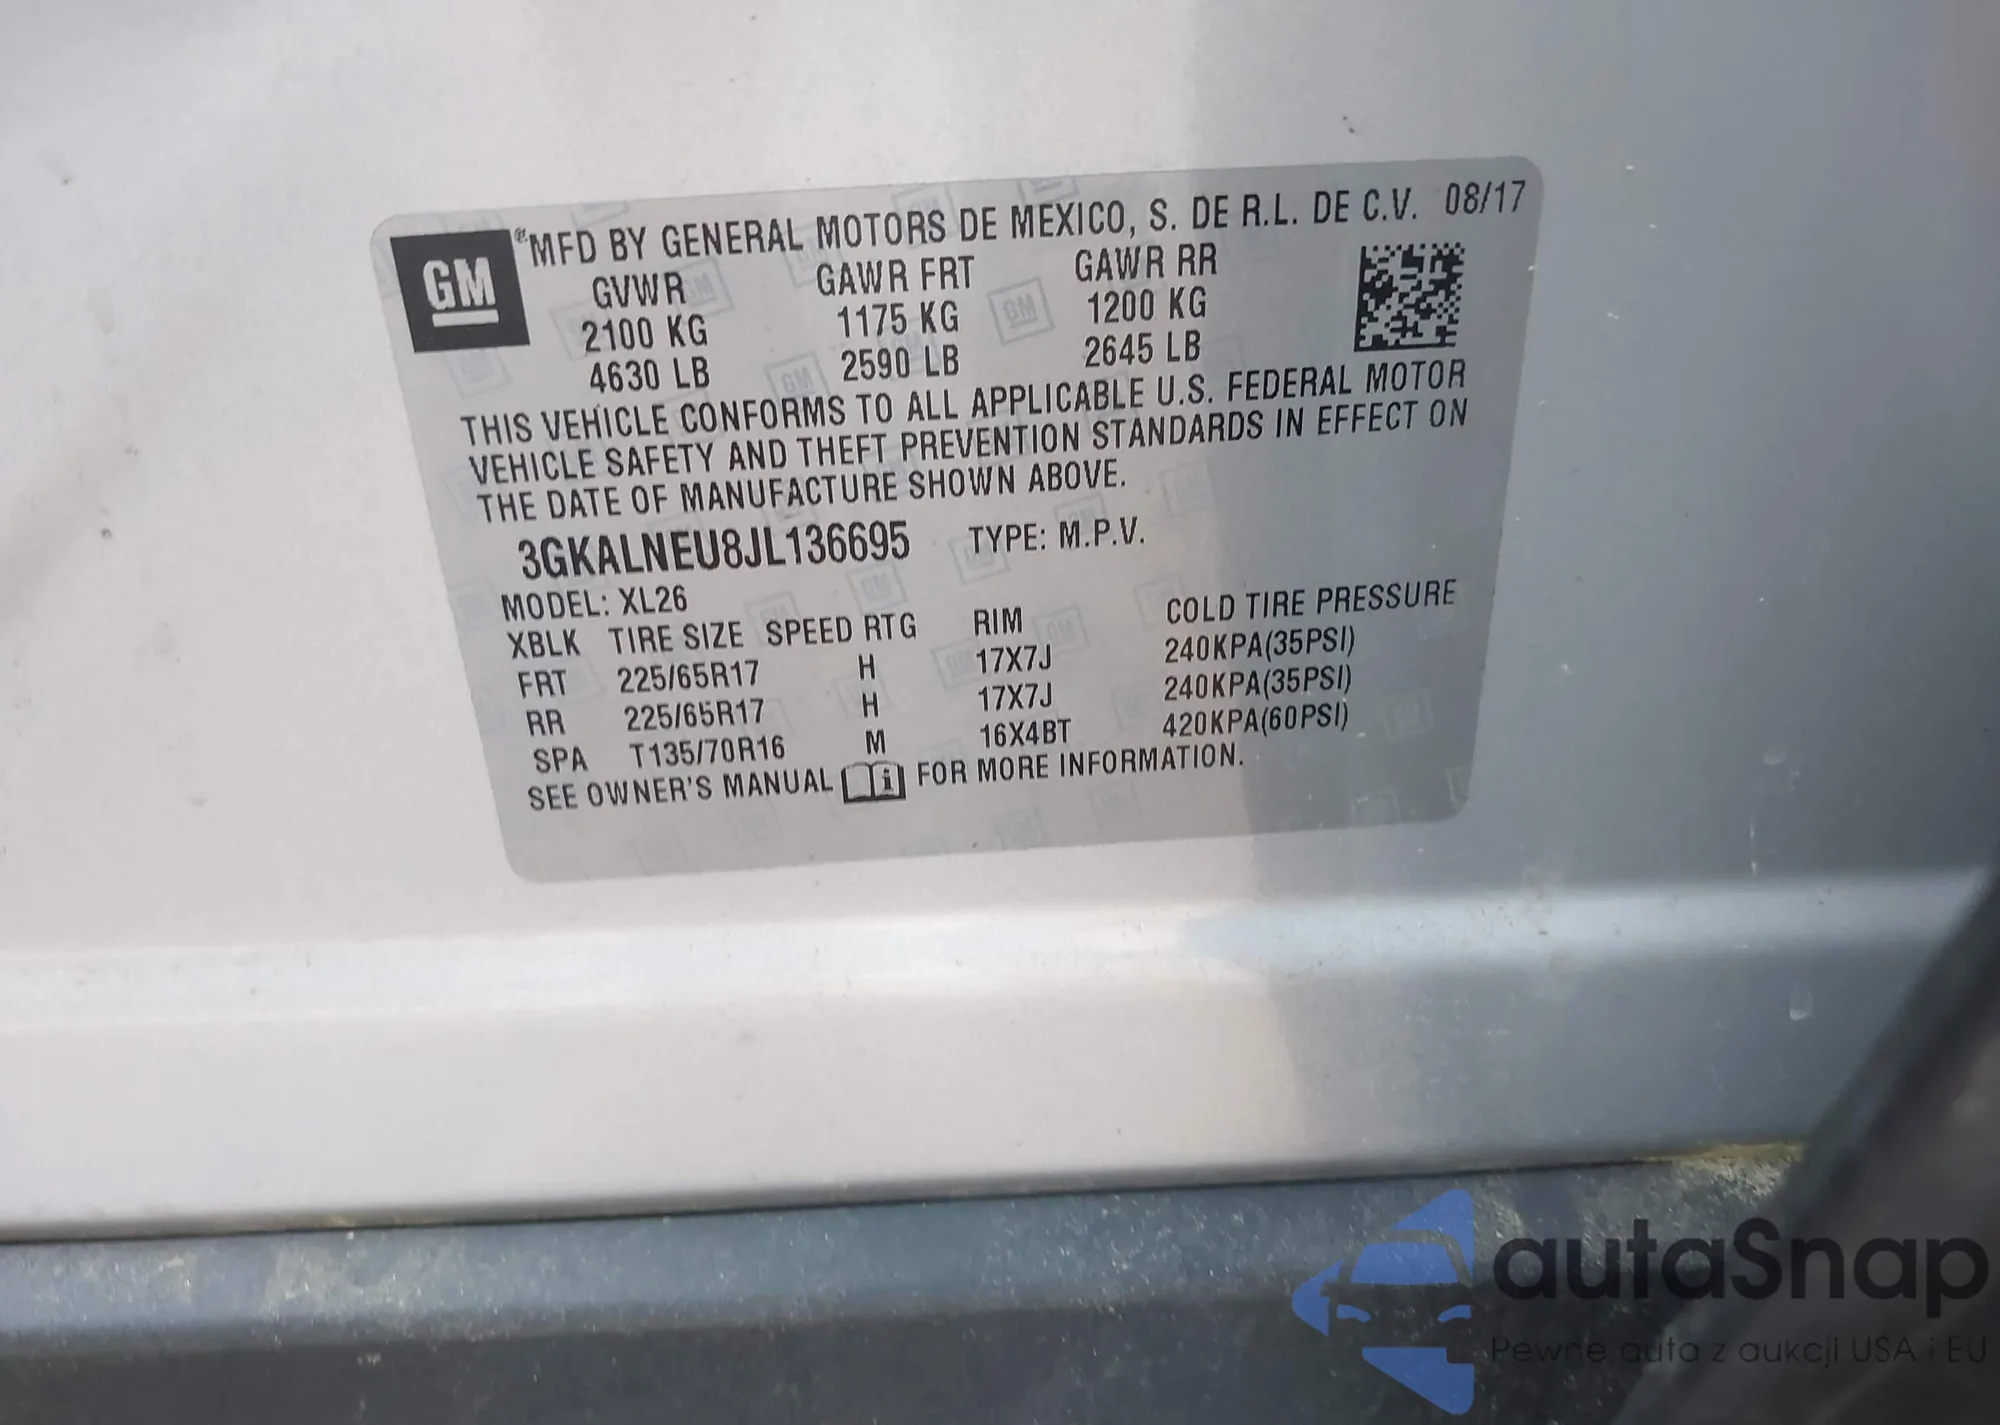 GM
MFD BY GENERAL MOTORS DE MEXICO, S. DE R.L. DE C.V. 08/17
GVWR GAWR FRT GAWR RR
2100 KG 1175 KG 1200 KG
4630 LB 2590 LB 2645 LB
THIS VEHICLE CONFORMS TO ALL APPLICABLE U.S. FEDERAL MOTOR
VEHICLE SAFETY AND THEFT PREVENTION STANDARDS IN EFFECT ON
THE DATE OF MANUFACTURE SHOWN ABOVE.
3GKALNEU8JL136695 TYPE: M.P.V.
MODEL: XL26
XBLK TIRE SIZE SPEED RTG RIM COLD TIRE PRESSURE
FRT 225/65R17 H 17X7J 240KPA(35PSI)
RR 225/65R17 H 17X7J 240KPA(35PSI)
SPA T135/70R16 M 16X4BT 420KPA(60PSI)
SEE OWNER'S MANUAL i FOR MORE INFORMATION.
autaSnap
Pewne auta z aukcji USA i EU